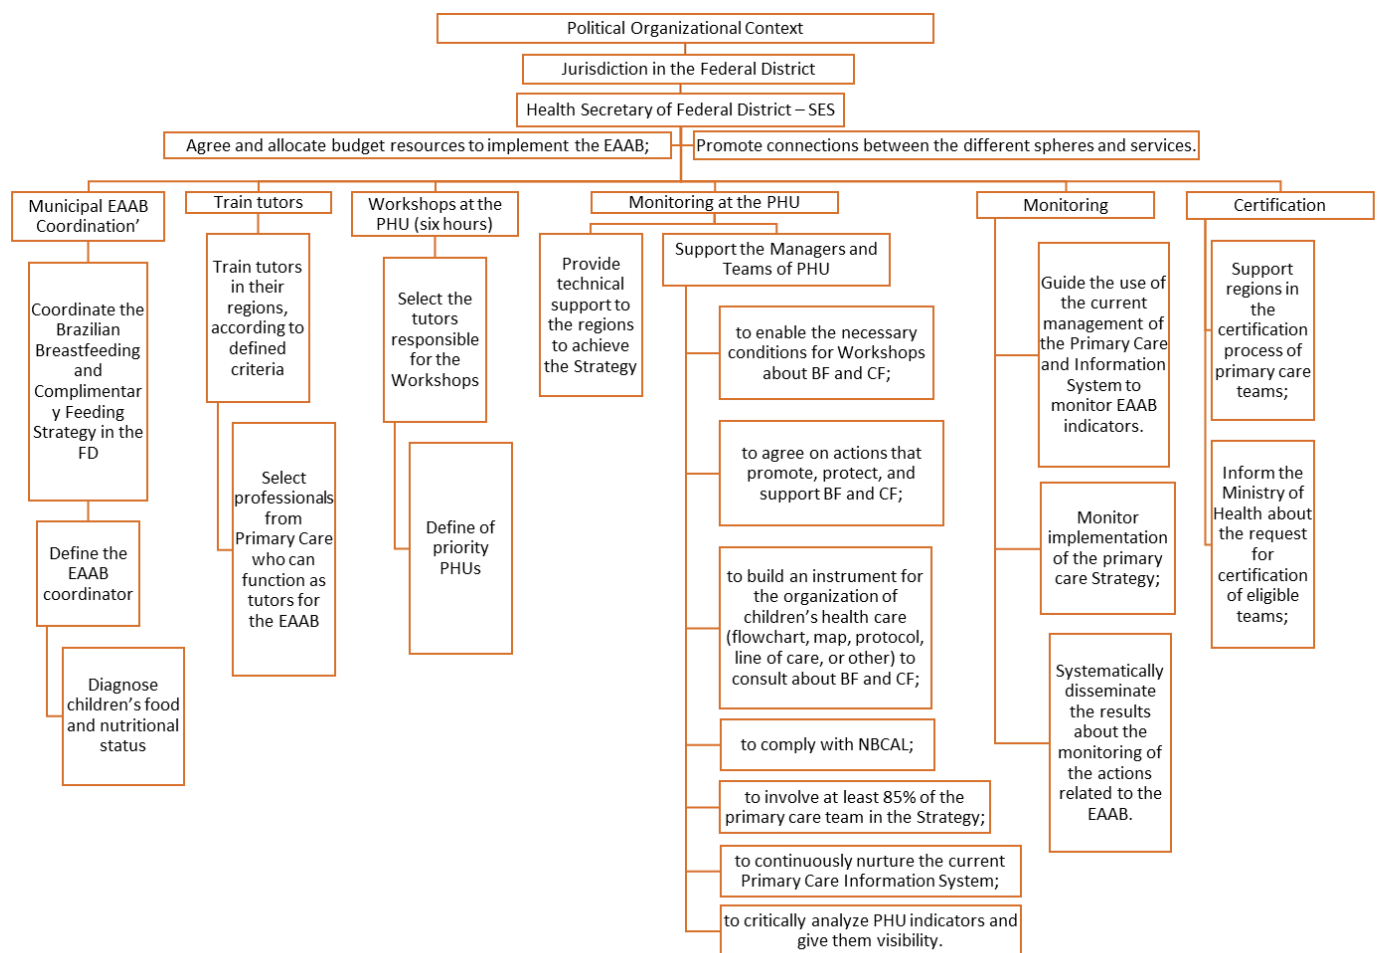 Political Organizational Context
Jurisdiction in the Federal District
Health Secretary of Federal District – SES
Agree and allocate budget resources to implement the EAAB;
Promote connections between the different spheres and services.
Municipal EAAB
Coordination’
Coordinate the
Brazilian
Breastfeeding
and
Complimentar
y Feeding
Strategy in the
FD
Define the
EAAB
coordinator
Diagnose
children’s food
and nutritional
status
Train tutors
Train tutors
in their
regions,
according to
defined
criteria
Select
professionals
from
Primary Care
who can
function as
tutors for
the EAAB
Workshops at the
PHU (six hours)
Select the
tutors
responsible
for the
Workshops
Define of
priority
PHUs
Monitoring at the PHU
Provide
technical
support to
the regions
to achieve
the Strategy
Support the Managers and
Teams of PHU
to enable the necessary
conditions for Workshops
about BF and CF;
to agree on actions that
promote, protect, and
support BF and CF;
to build an instrument for
the organization of
children’s health care
(flowchart, map, protocol,
line of care, or other) to
consult about BF and CF;
to comply with NBCAL;
to involve at least 85% of the
primary care team in the Strategy;
to continuously nurture the current
Primary Care Information System;
to critically analyze PHU indicators and
give them visibility.
Monitoring
Guide the use of
the current
management of
the Primary Care
and Information
System to
monitor EAAB
indicators.
Monitor
implementation
of the primary
care Strategy;
Systematically
disseminate
the results
about the
monitoring of
the actions
related to the
EAAB.
Certification
Support
regions in
the
certification
process of
primary care
teams;
Inform the
Ministry of
Health about
the request
for
certification
of eligible
teams;